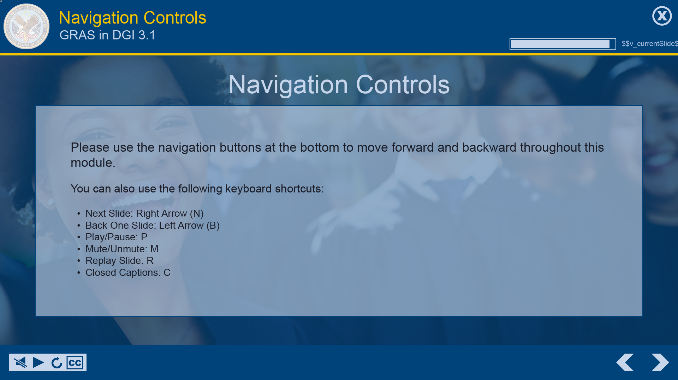 Navigation Controls
GRAS in DGI 3.1
$$v_currentSlide$
Navigation Controls
Please use the navigation buttons at the bottom to move forward and backward throughout this
module.
You can also use the following keyboard shortcuts:
• Next Slide: Right Arrow (N)
• Back One Slide: Left Arrow (B)
• Play/Pause: P
• Mute/Unmute: M
• Replay Slide: R
• Closed Captions: C
CC